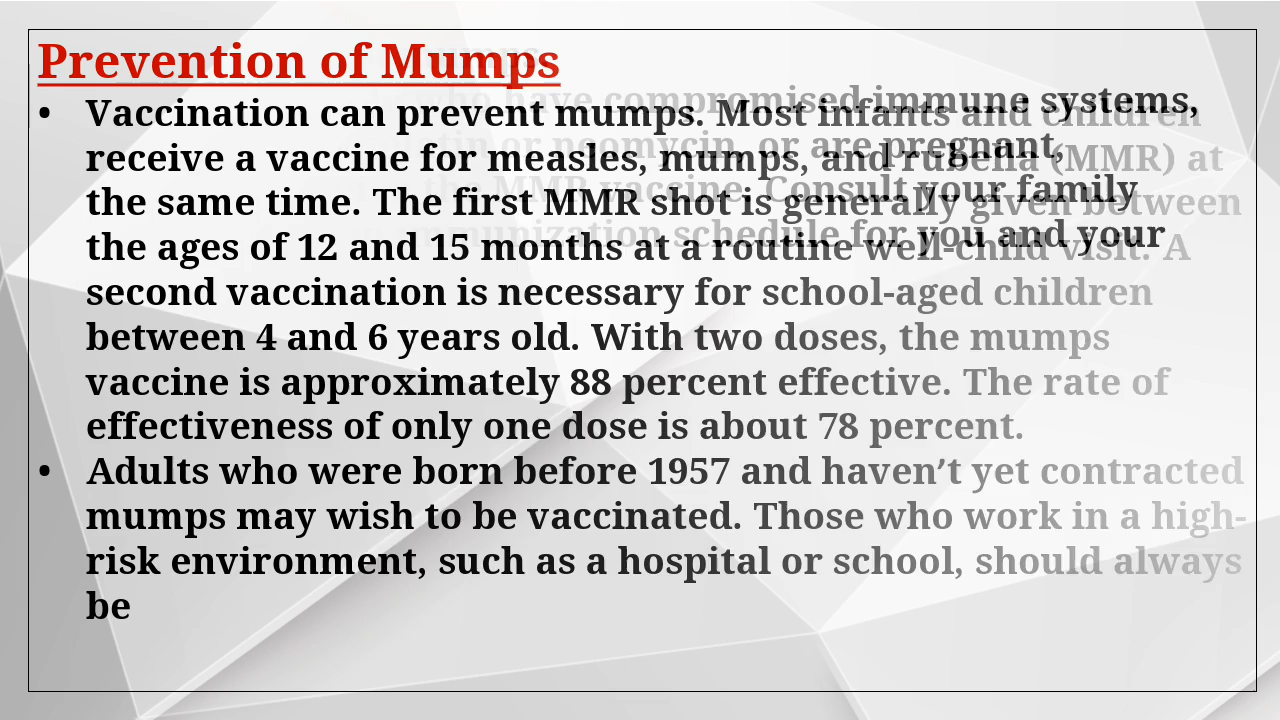 Prevention of Mumps
• Vaccination can prevent mumps. Most infants and children
receive a vaccine for measles, mumps, and rubella (MMR) at
the same time. The first MMR shot is generally given between
the ages of 12 and 15 months at a routine well-child visit. A
second vaccination is necessary for school-aged children
between 4 and 6 years old. With two doses, the mumps
vaccine is approximately 88 percent effective. The rate of
effectiveness of only one dose is about 78 percent.
• Adults who were born before 1957 and haven’t yet contracted
mumps may wish to be vaccinated. Those who work in a high-
risk environment, such as a hospital or school, should always
be
mumps.
who have compromised immune systems,
or neomycin, or are pregnant,
the MMR vaccine. Consult your family
immunization schedule for you and your